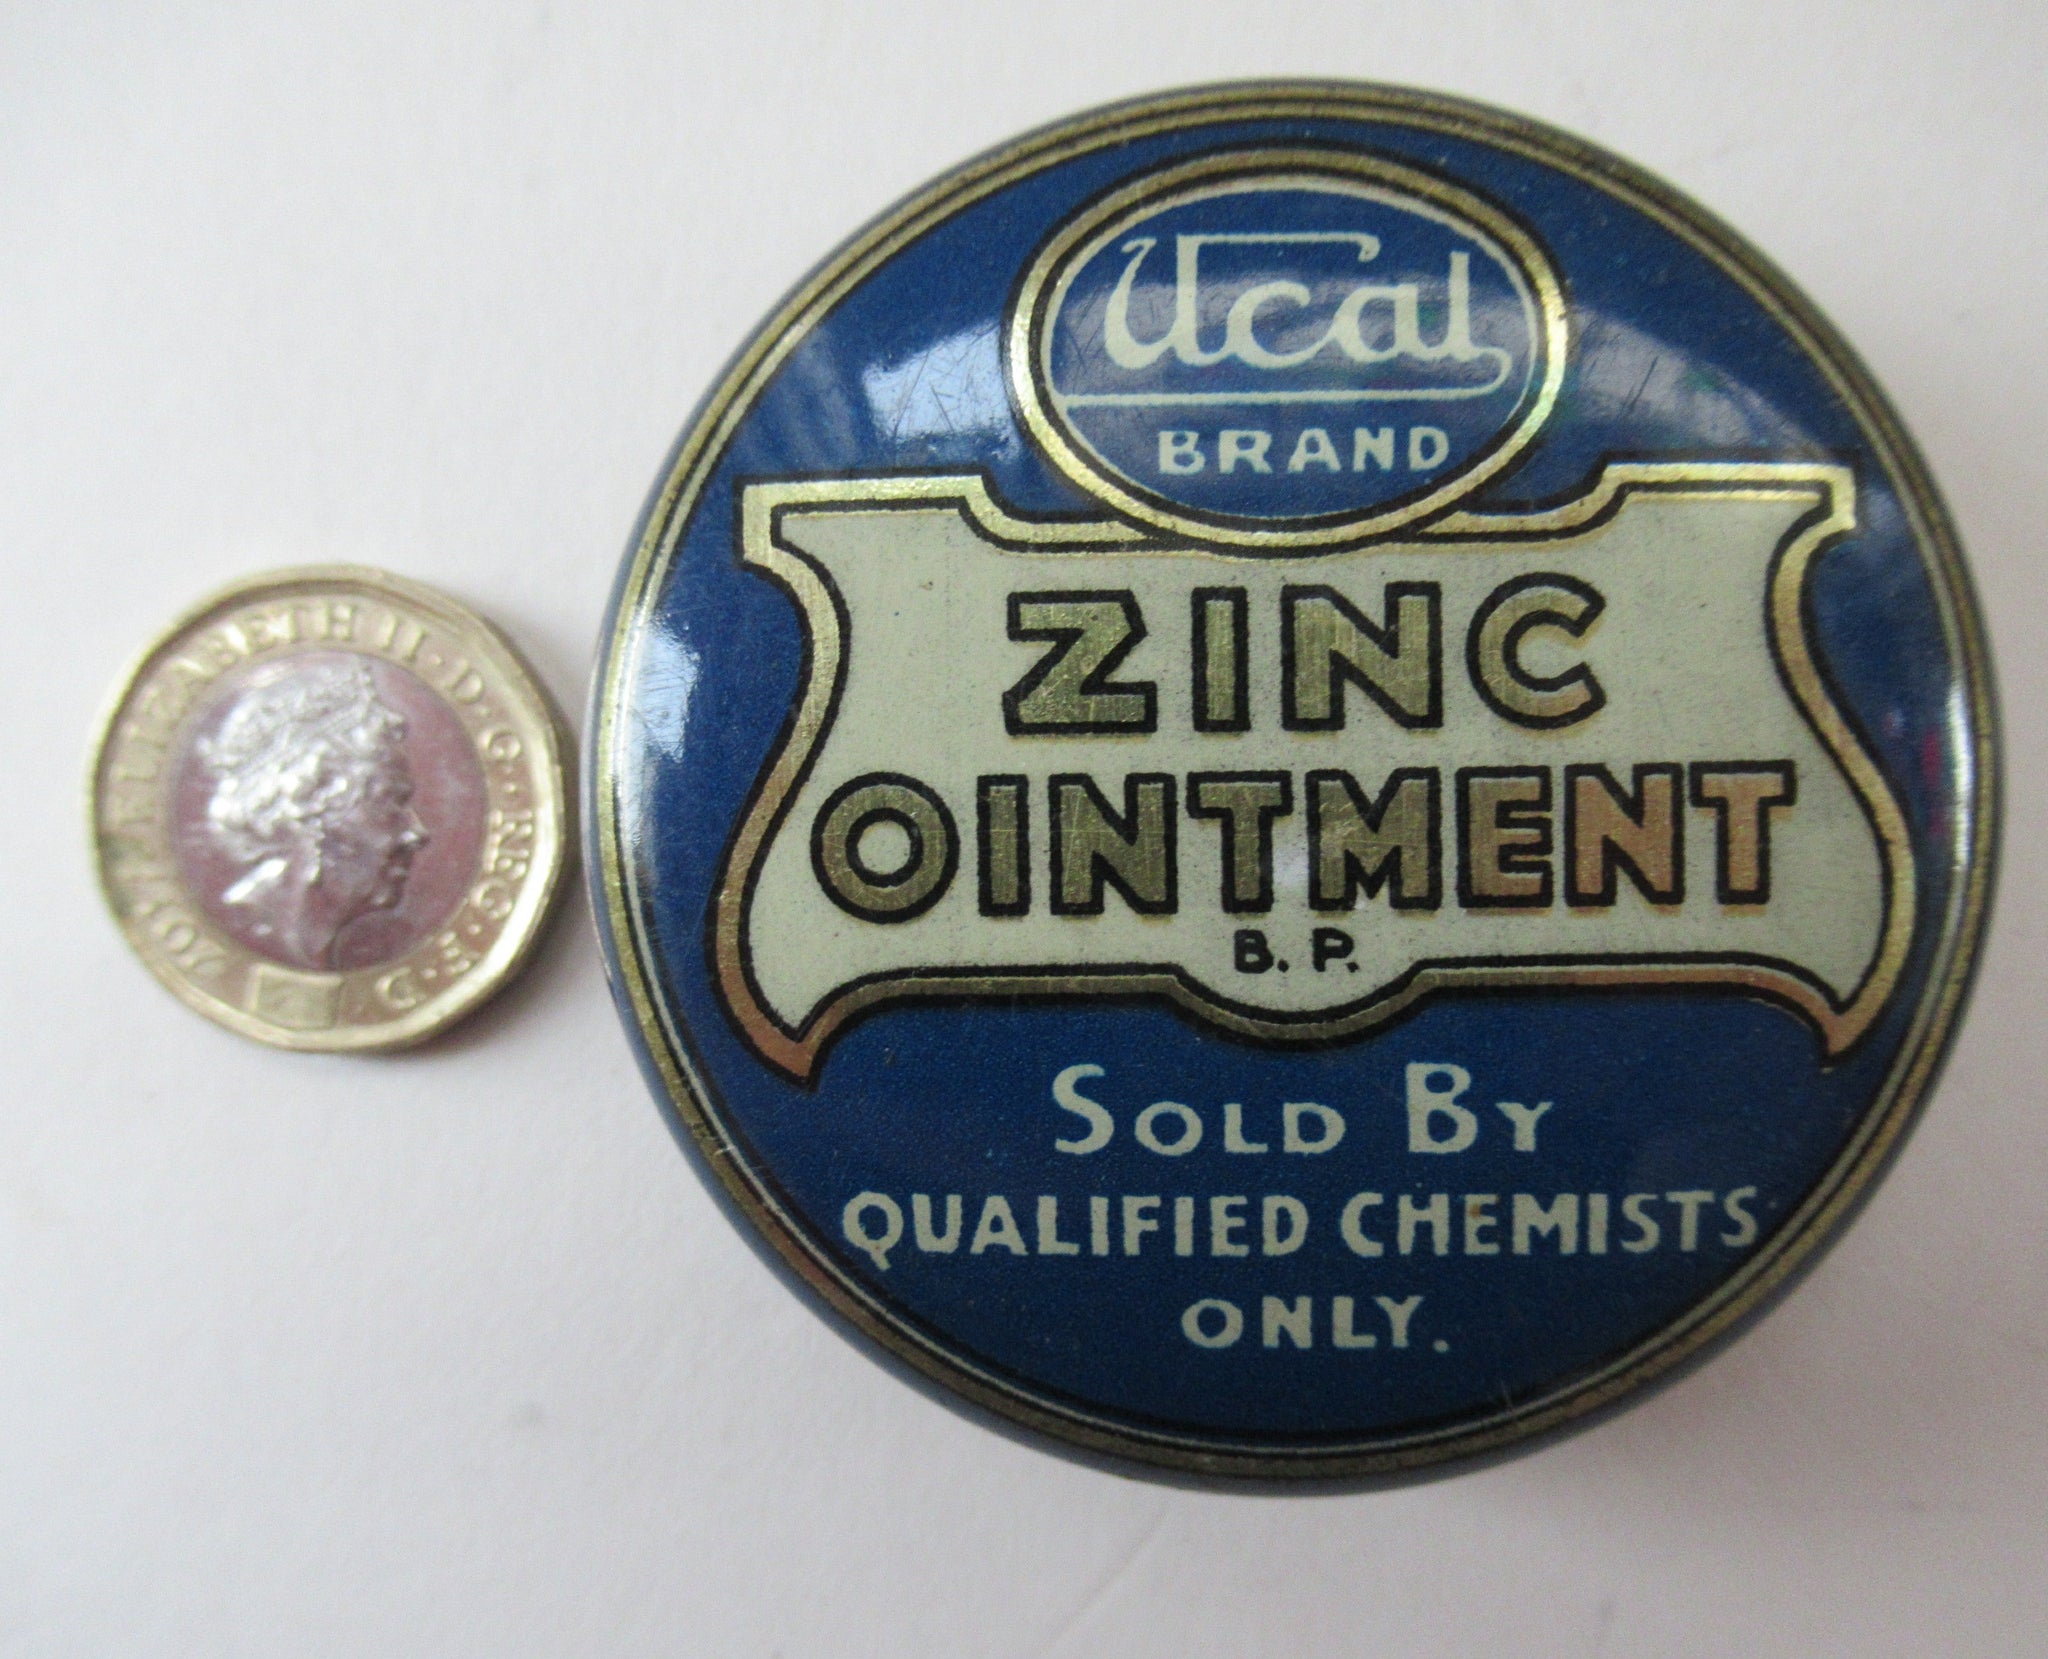 ELIZABETH II · D · G · REG · F · D ·
Ucal
BRAND
ZINC
OINTMENT
B. P.
SOLD BY
QUALIFIED CHEMISTS
ONLY.